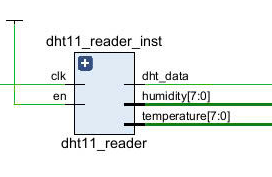 dht11_reader_inst
clk
dht_data
en
humidity[7:0]
temperature[7:0]
dht11_reader